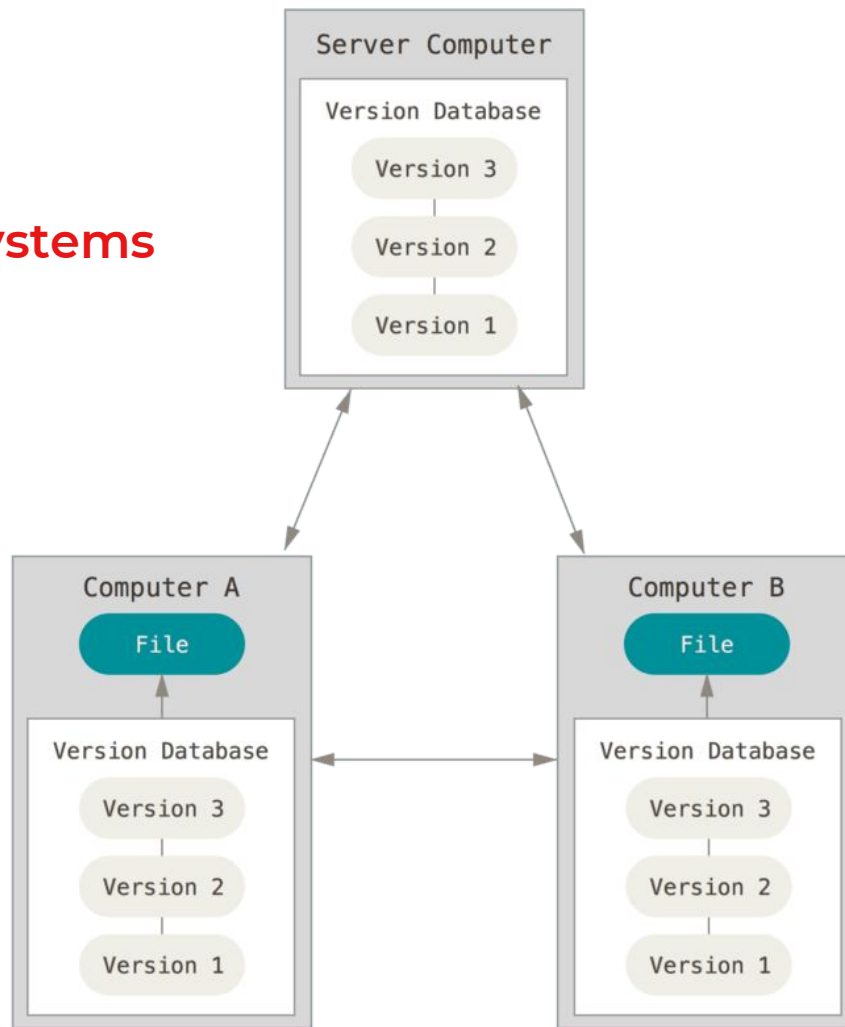 Server Computer
Version Database
Version 3
ystems
Version 2
Version 1
Computer A
File
Version Database
Version 3
Version 2
Version 1
Computer B
File
Version Database
Version 3
Version 2
Version 1